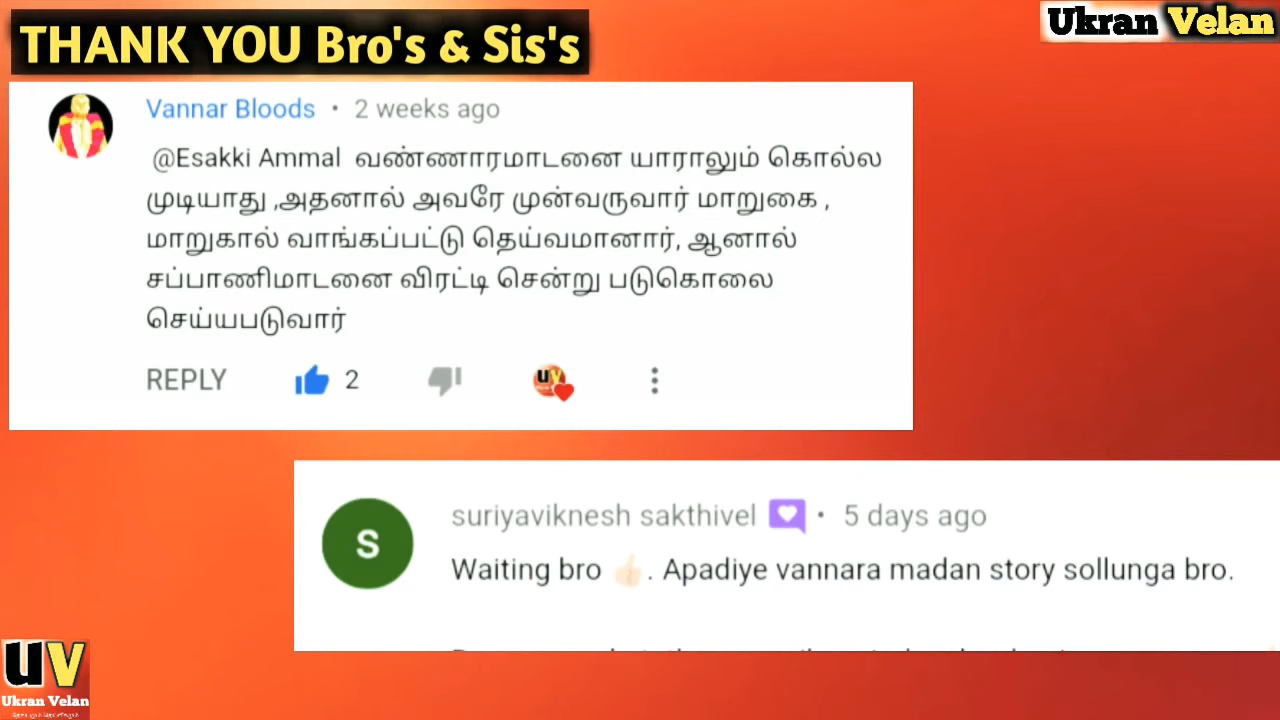 THANK YOU Bro's & Sis's
Ukran Velan
Vannar Bloods • 2 weeks ago
@Esakki Ammal வண்ணாரமாடனை யாராலும் கொல்ல
முடியாது ,அதனால் அவரே முன்வருவார் மாறுகை ,
மாறுகால் வாங்கப்பட்டு தெய்வமானார், ஆனால்
சப்பாணிமாடனை விரட்டி சென்று படுகொலை
செய்யபடுவார்
REPLY 2
UV
S
suriyaviknesh sakthivel • 5 days ago
Waiting bro 👍🏻. Apadiye vannara madan story sollunga bro.
UV
Ukran Velan